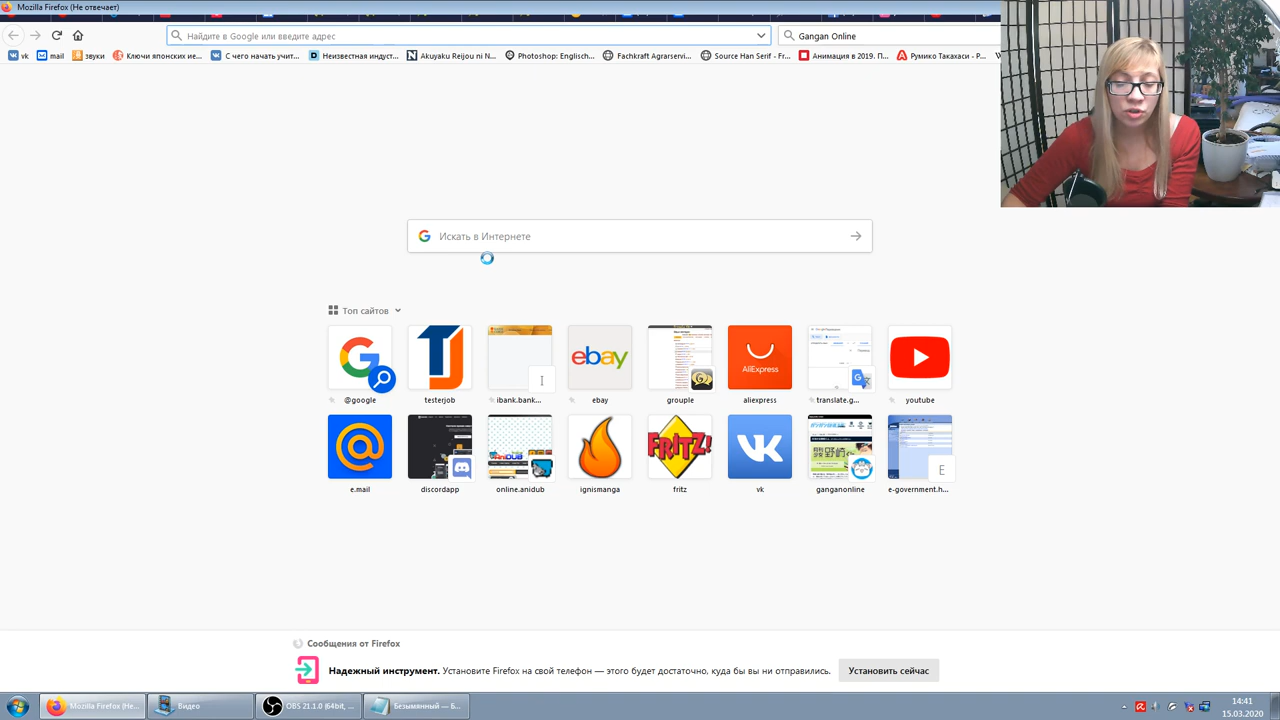 Mozilla Firefox (Не отвечает)
Найдите в Google или введите адрес
Gangan Online
vk mail звуки Ключи японских ие... С чего начать учит... Неизвестная индуст... Akuyaku Reijou ni N... Photoshop: Englisch... Fachkraft Agrarservi... Source Han Serif - Fr... Анимация в 2019. П... Румико Такахаси - Р...
Искать в Интернете
Топ сайтов
ebay
AliExpress
@google testerjob ibank.bank... ebay grouple aliexpress translate.g... youtube
FRITZ!
E
e.mail discordapp online.anidub ignismanga fritz vk ganganonline e-government.h...
Сообщения от Firefox
Надежный инструмент. Установите Firefox на свой телефон — этого будет достаточно, куда бы вы ни отправились. Установить сейчас
Mozilla Firefox (Не... Видео OBS 21.1.0 (64bit, ... Безымянный — Б...
14:41
15.03.2020